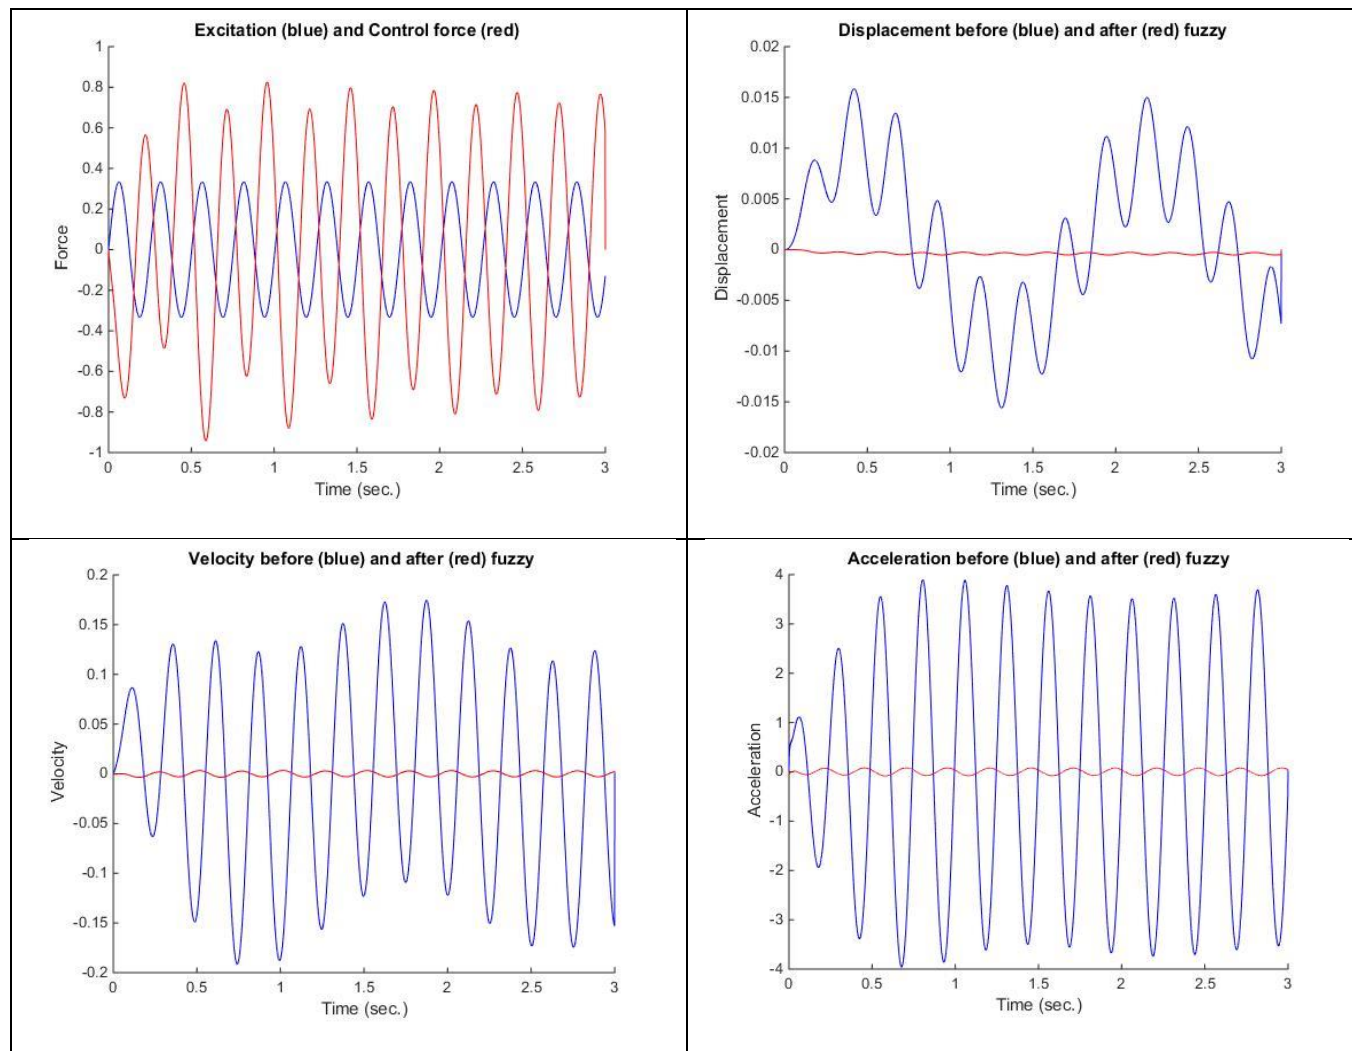 Excitation (blue) and Control force (red)
1
0.8
0.6
0.4
0.2
0
-0.2
-0.4
-0.6
-0.8
-1
Force
0 0.5 1 1.5 2 2.5 3
Time (sec.)
Displacement before (blue) and after (red) fuzzy
0.02
0.015
0.01
0.005
0
-0.005
-0.01
-0.015
-0.02
Displacement
0 0.5 1 1.5 2 2.5 3
Time (sec.)
Velocity before (blue) and after (red) fuzzy
0.2
0.15
0.1
0.05
0
-0.05
-0.1
-0.15
-0.2
Velocity
0 0.5 1 1.5 2 2.5 3
Time (sec.)
Acceleration before (blue) and after (red) fuzzy
4
3
2
1
0
-1
-2
-3
-4
Acceleration
0 0.5 1 1.5 2 2.5 3
Time (sec.)